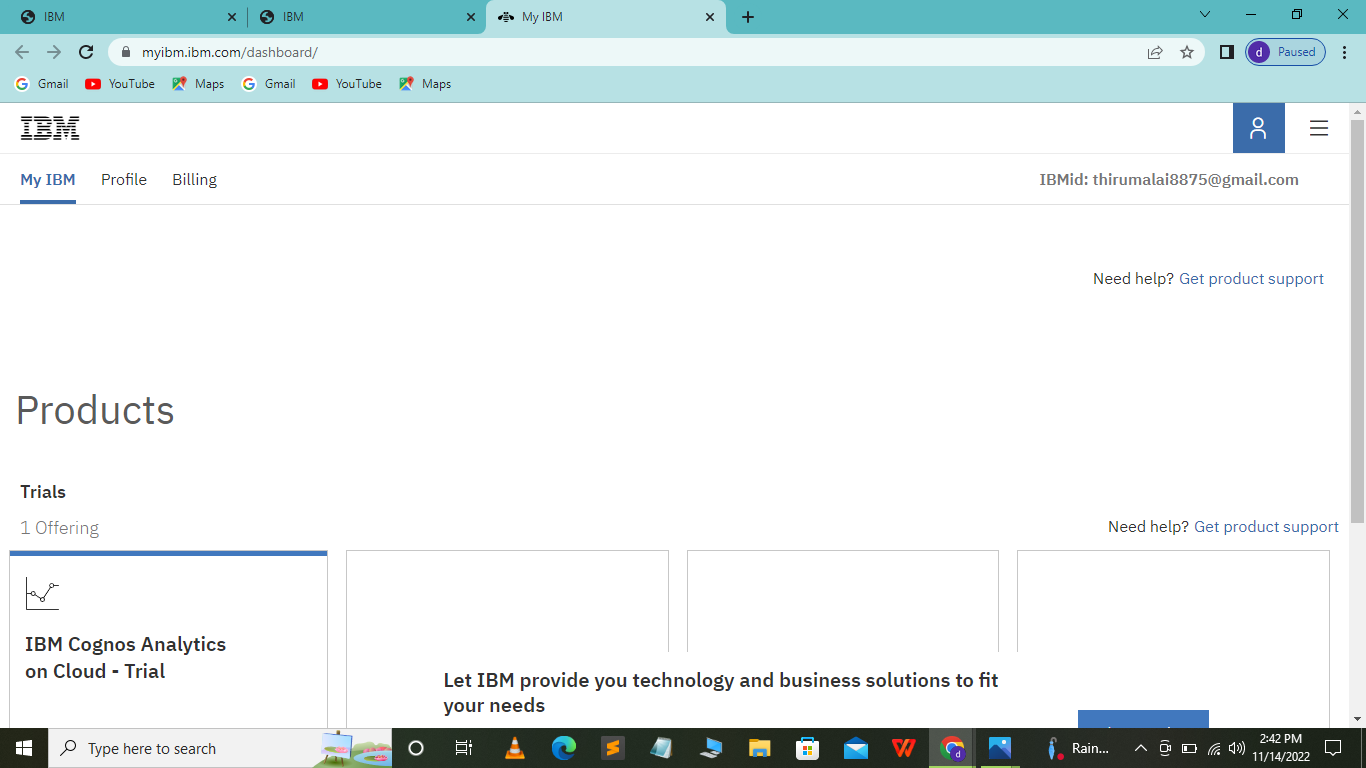 IBM
IBM
My IBM
myibm.ibm.com/dashboard/
d Paused
Gmail YouTube Maps Gmail YouTube Maps
IBM
My IBM Profile Billing
IBMid: thirumalai8875@gmail.com
Need help? Get product support
Products
Trials
1 Offering
Need help? Get product support
IBM Cognos Analytics
on Cloud - Trial
Let IBM provide you technology and business solutions to fit
your needs
Type here to search
Rain...
2:42 PM
11/14/2022